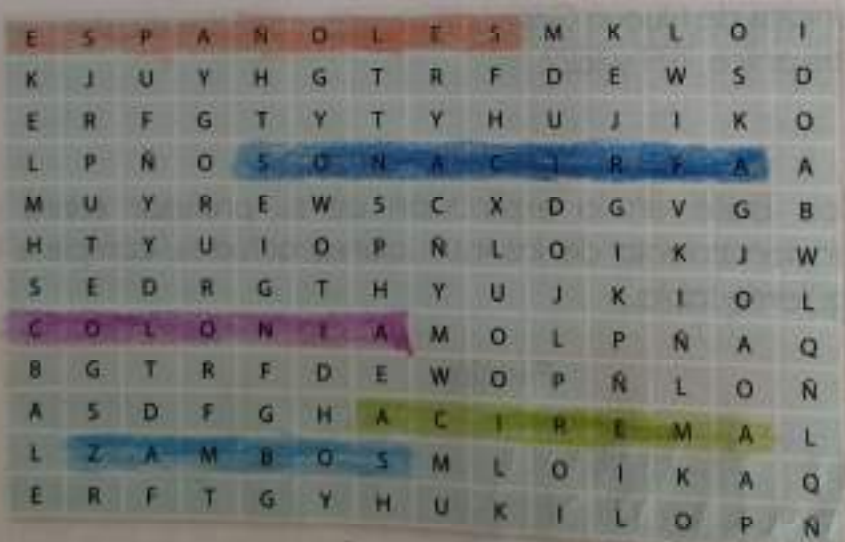 E S P A Ñ O L E S M K L O I
K J U Y H G T R F D E W S D
E R F G T Y T Y H U J I K O
L P Ñ O S O N A C I R F A A
M U Y R E W S C X D G V G B
H T Y U I O P Ñ L O I K J W
S E D R G T H Y U J K I O L
C O L O N I A M O L P Ñ A Q
B G T R F D E W O P Ñ L O Ñ
A S D F G H A C I R E M A L
L Z A M B O S M L O I K A Q
E R F T G Y H U K I L O P Ñ